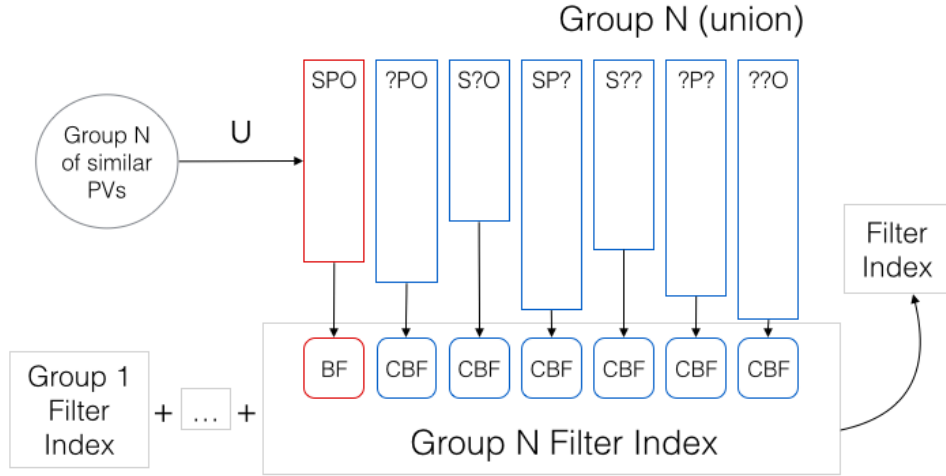 Group N (union)
SPO ?PO S?O SP? S?? ?P? ??O
Group N
of similar
PVs
U
Filter
Index
BF CBF CBF CBF CBF CBF CBF
Group 1
Filter
Index
+ ... +
Group N Filter Index